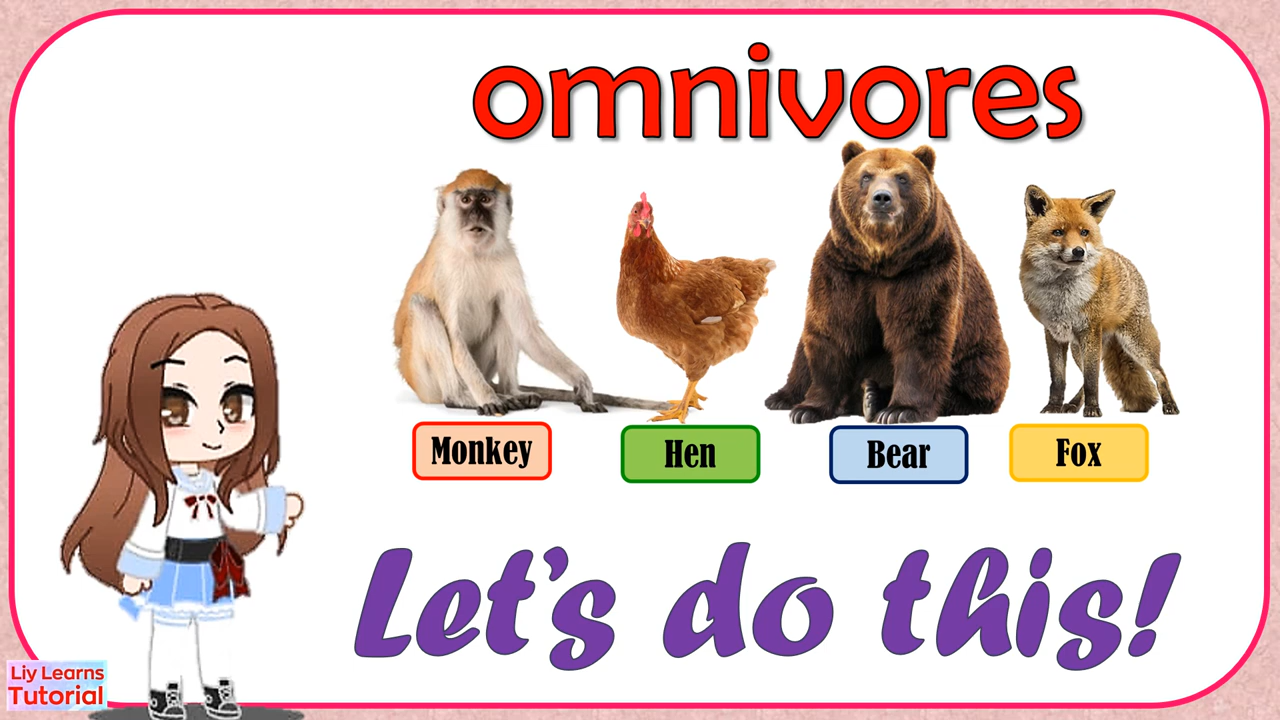 omnivores
Monkey
Hen
Bear
Fox
Let's do this!
Liy Learns
Tutorial